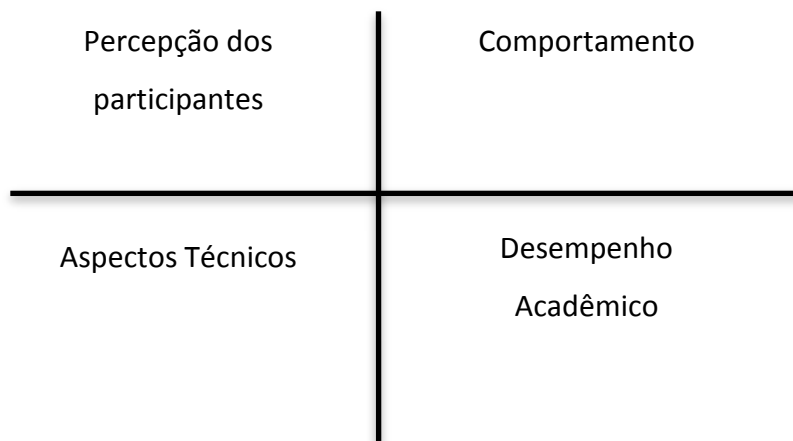 Percepção dos
participantes
Comportamento
Aspectos Técnicos
Desempenho
Acadêmico